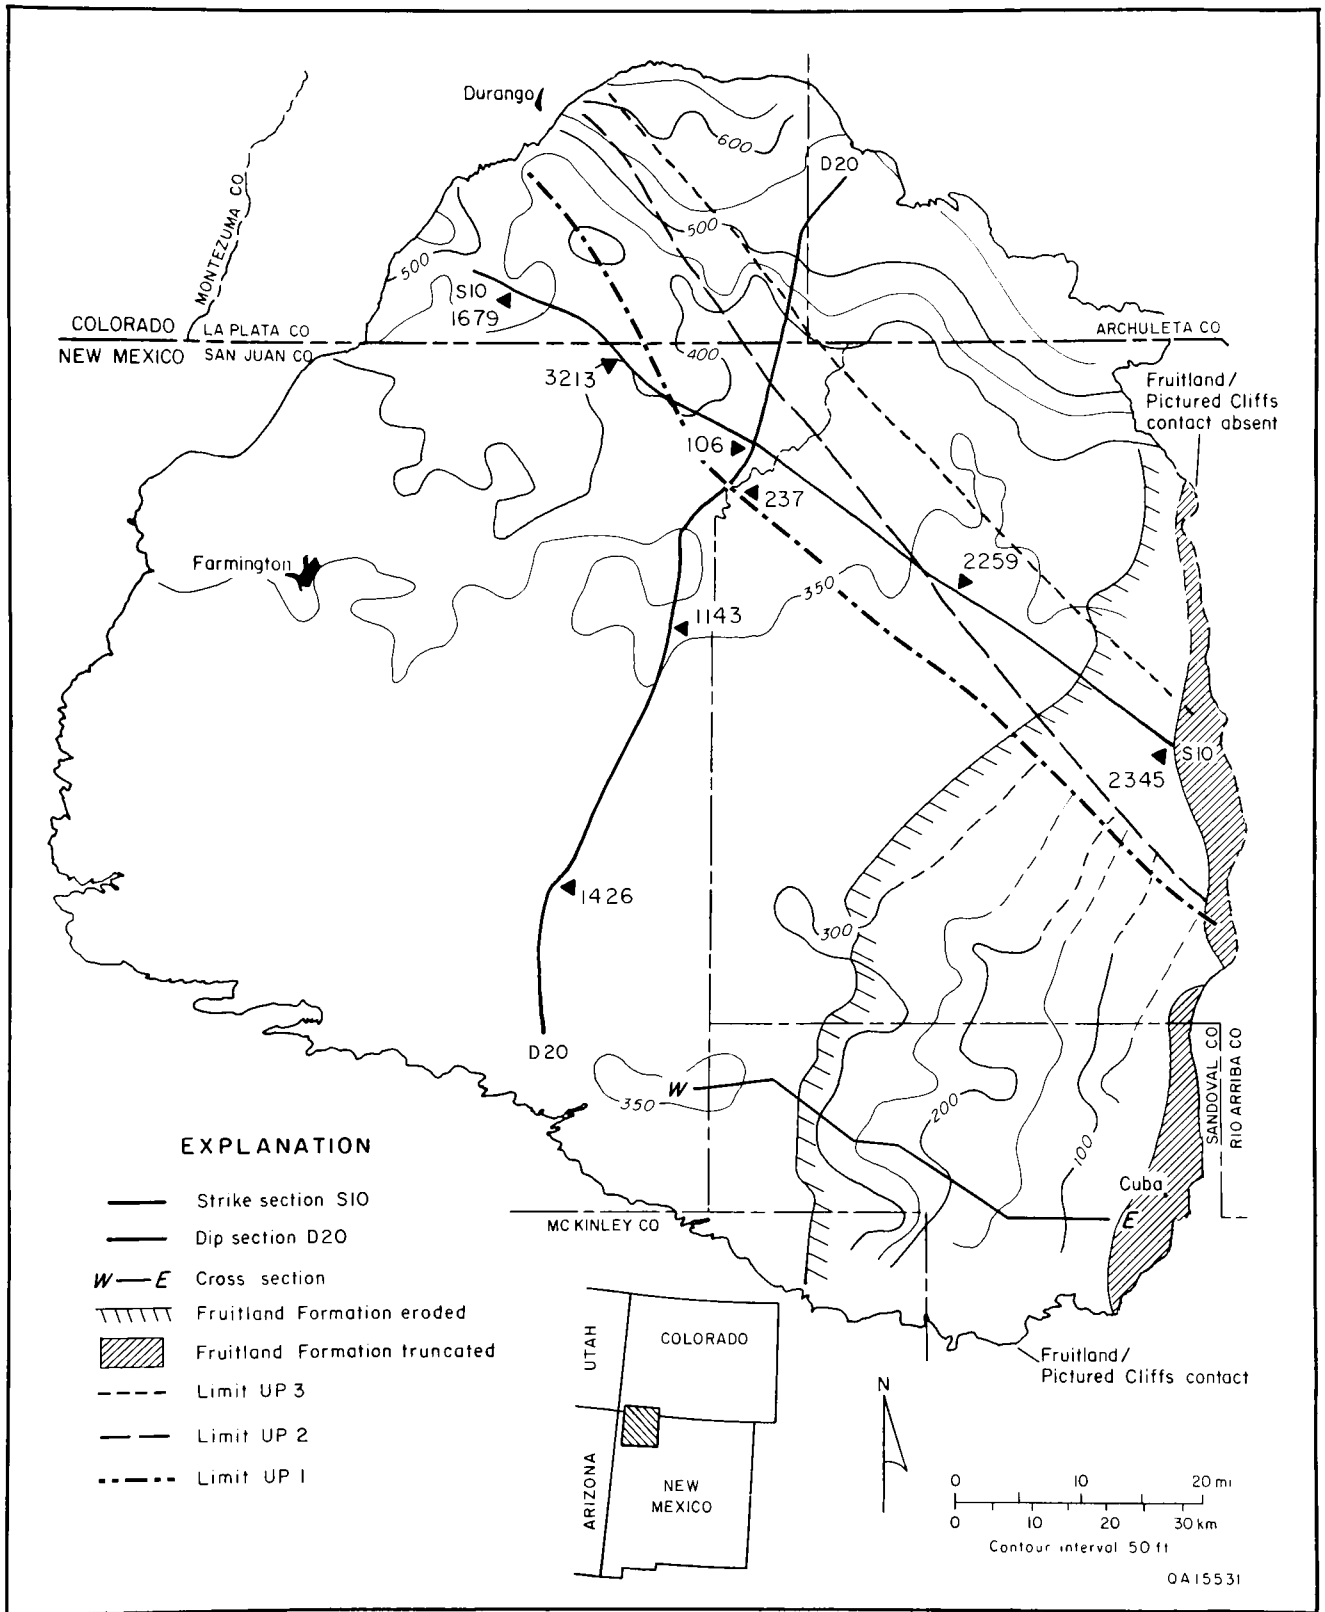 Durango
600
D20
MONTEZUMA CO
500
500
S10
1679
COLORADO
LA PLATA CO
ARCHULETA CO
NEW MEXICO
SAN JUAN CO
400
3213
Fruitland/
Pictured Cliffs
contact absent
106
237
Farmington
2259
350
1143
S10
2345
1426
300
D20
W
350
SANDOVAL CO
RIO ARRIBA CO
200
100
Cuba
E
MC KINLEY CO
EXPLANATION
Strike section S10
Dip section D20
W—E Cross section
Fruitland Formation eroded
Fruitland Formation truncated
Limit UP 3
Limit UP 2
Limit UP 1
UTAH
COLORADO
ARIZONA
NEW
MEXICO
Fruitland/
Pictured Cliffs contact
N
0 10 20 mi
0 10 20 30 km
Contour interval 50 ft
QA15531